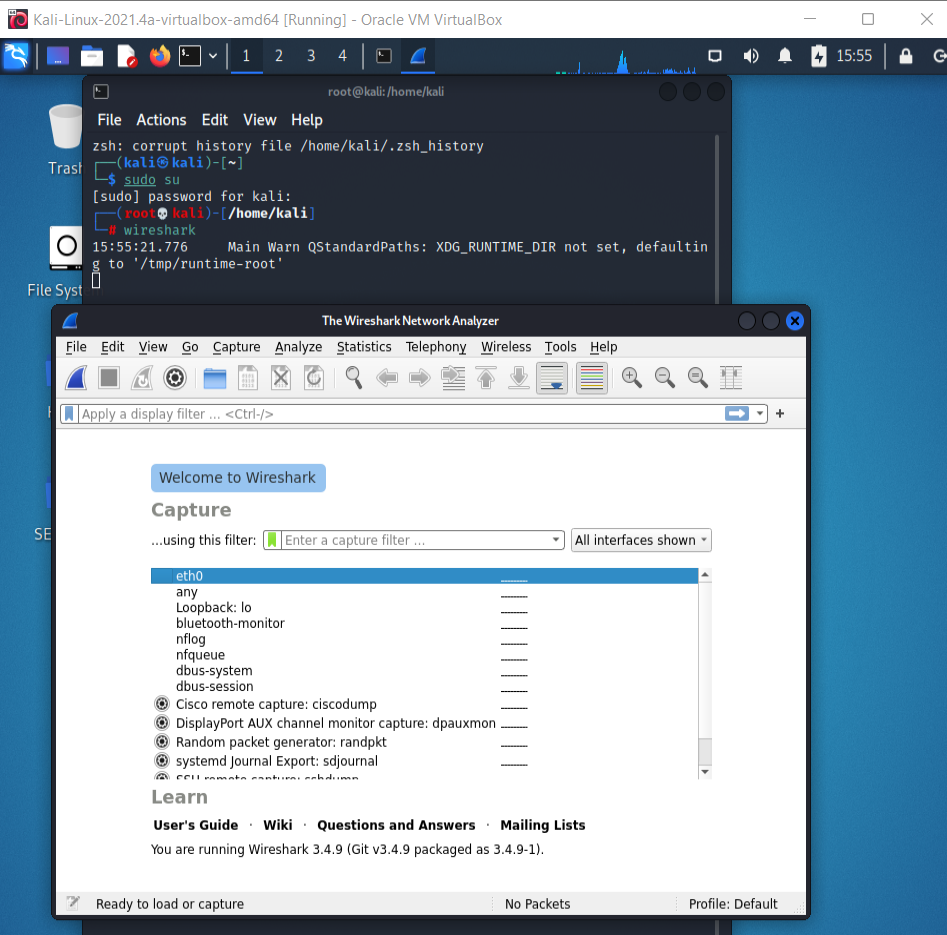 Kali-Linux-2021.4a-virtualbox-amd64 [Running] - Oracle VM VirtualBox
1 2 3 4 15:55
root@kali: /home/kali
File Actions Edit View Help
Trash
File Syst
SE
zsh: corrupt history file /home/kali/.zsh_history
┌──(kali㉿kali)-[~]
└─$ sudo su
[sudo] password for kali:
┌──(root💀kali)-[/home/kali]
└─# wireshark
15:55:21.776 Main Warn QStandardPaths: XDG_RUNTIME_DIR not set, defaultin
g to '/tmp/runtime-root'
The Wireshark Network Analyzer
File Edit View Go Capture Analyze Statistics Telephony Wireless Tools Help
Apply a display filter ... <Ctrl-/>
Welcome to Wireshark
Capture
...using this filter: Enter a capture filter ... All interfaces shown
eth0
any
Loopback: lo
bluetooth-monitor
nflog
nfqueue
dbus-system
dbus-session
Cisco remote capture: ciscodump
DisplayPort AUX channel monitor capture: dpauxmon
Random packet generator: randpkt
systemd Journal Export: sdjournal
SSH remote capture: sshdump
Learn
User's Guide · Wiki · Questions and Answers · Mailing Lists
You are running Wireshark 3.4.9 (Git v3.4.9 packaged as 3.4.9-1).
Ready to load or capture No Packets Profile: Default